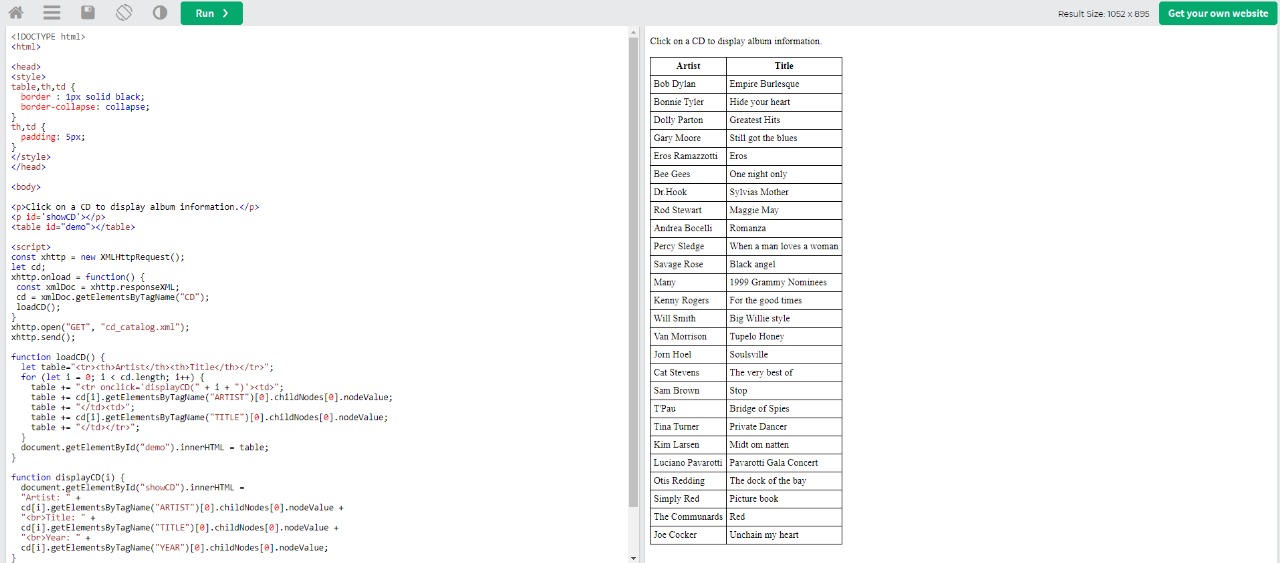 Run ❯
Result Size: 1052 x 895
Get your own website
<!DOCTYPE html>
<html>
<head>
<style>
table,th,td {
  border : 1px solid black;
  border-collapse: collapse;
}
th,td {
  padding: 5px;
}
</style>
</head>
<body>
<p>Click on a CD to display album information.</p>
<p id='showCD'></p>
<table id="demo"></table>
<script>
const xhttp = new XMLHttpRequest();
let cd;
xhttp.onload = function() {
 const xmlDoc = xhttp.responseXML;
 cd = xmlDoc.getElementsByTagName("CD");
 loadCD();
}
xhttp.open("GET", "cd_catalog.xml");
xhttp.send();
function loadCD() {
  let table="<tr><th>Artist</th><th>Title</th></tr>";
  for (let i = 0; i < cd.length; i++) {
    table += "<tr onclick='displayCD(" + i + ")'><td>";
    table += cd[i].getElementsByTagName("ARTIST")[0].childNodes[0].nodeValue;
    table += "</td><td>";
    table += cd[i].getElementsByTagName("TITLE")[0].childNodes[0].nodeValue;
    table += "</td></tr>";
  }
  document.getElementById("demo").innerHTML = table;
}
function displayCD(i) {
  document.getElementById("showCD").innerHTML =
  "Artist: " +
  cd[i].getElementsByTagName("ARTIST")[0].childNodes[0].nodeValue +
  "<br>Title: " +
  cd[i].getElementsByTagName("TITLE")[0].childNodes[0].nodeValue +
  "<br>Year: " +
  cd[i].getElementsByTagName("YEAR")[0].childNodes[0].nodeValue;
}
Click on a CD to display album information.
Artist Title
Bob Dylan Empire Burlesque
Bonnie Tyler Hide your heart
Dolly Parton Greatest Hits
Gary Moore Still got the blues
Eros Ramazzotti Eros
Bee Gees One night only
Dr.Hook Sylvias Mother
Rod Stewart Maggie May
Andrea Bocelli Romanza
Percy Sledge When a man loves a woman
Savage Rose Black angel
Many 1999 Grammy Nominees
Kenny Rogers For the good times
Will Smith Big Willie style
Van Morrison Tupelo Honey
Jorn Hoel Soulsville
Cat Stevens The very best of
Sam Brown Stop
T'Pau Bridge of Spies
Tina Turner Private Dancer
Kim Larsen Midt om natten
Luciano Pavarotti Pavarotti Gala Concert
Otis Redding The dock of the bay
Simply Red Picture book
The Communards Red
Joe Cocker Unchain my heart